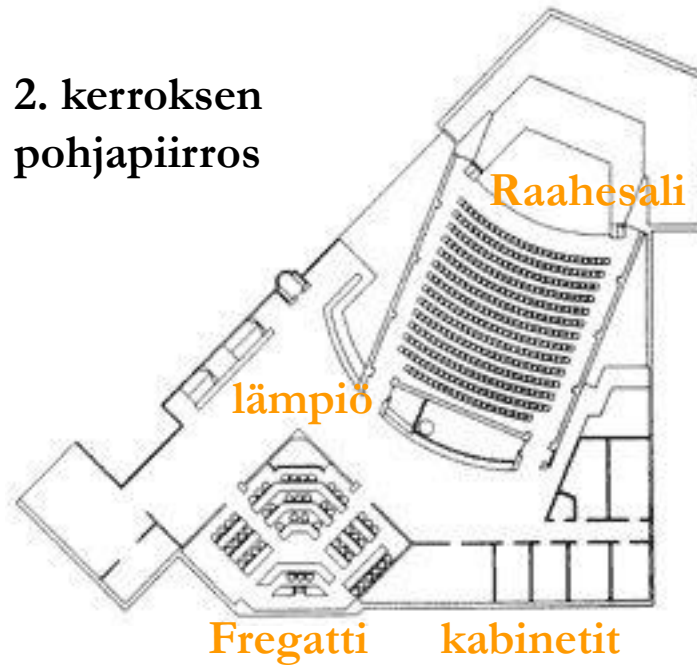 2. kerroksen
pohjapiirros
Raahesali
lämpiö
Fregatti kabinetit